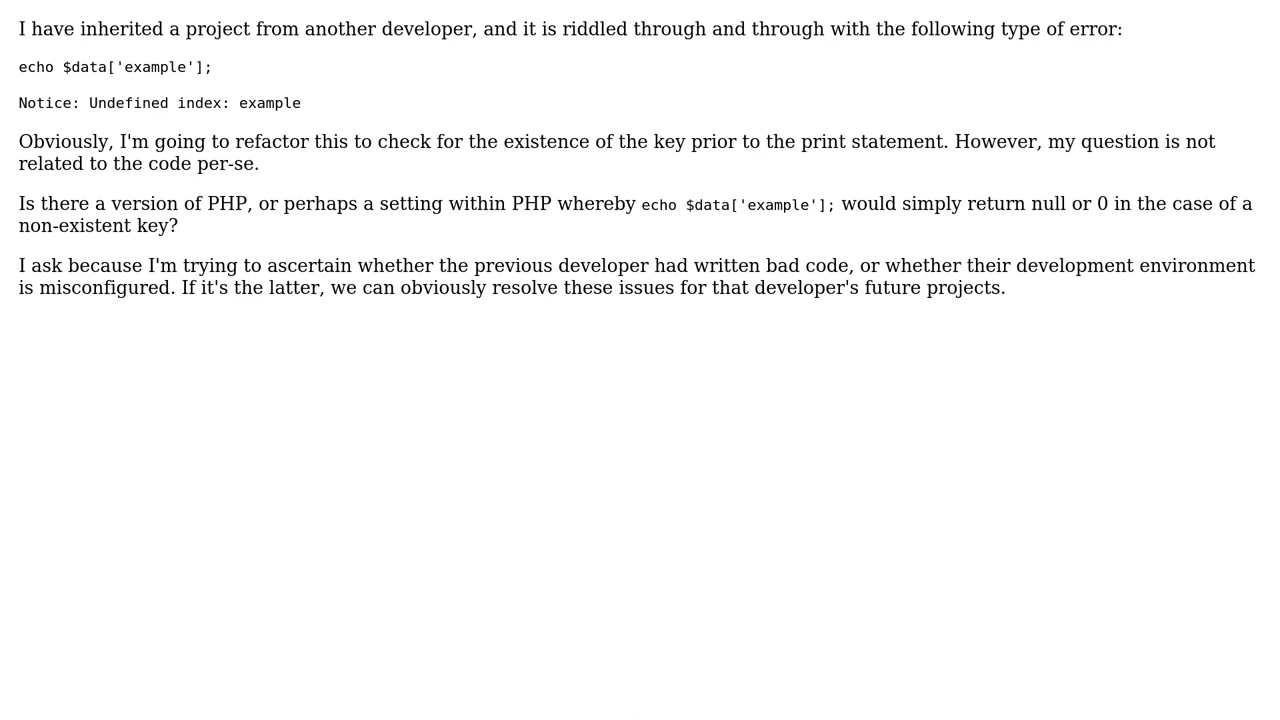 I have inherited a project from another developer, and it is riddled through and through with the following type of error:
echo $data['example'];
Notice: Undefined index: example
Obviously, I'm going to refactor this to check for the existence of the key prior to the print statement. However, my question is not
related to the code per-se.
Is there a version of PHP, or perhaps a setting within PHP whereby echo $data['example']; would simply return null or 0 in the case of a
non-existent key?
I ask because I'm trying to ascertain whether the previous developer had written bad code, or whether their development environment
is misconfigured. If it's the latter, we can obviously resolve these issues for that developer's future projects.